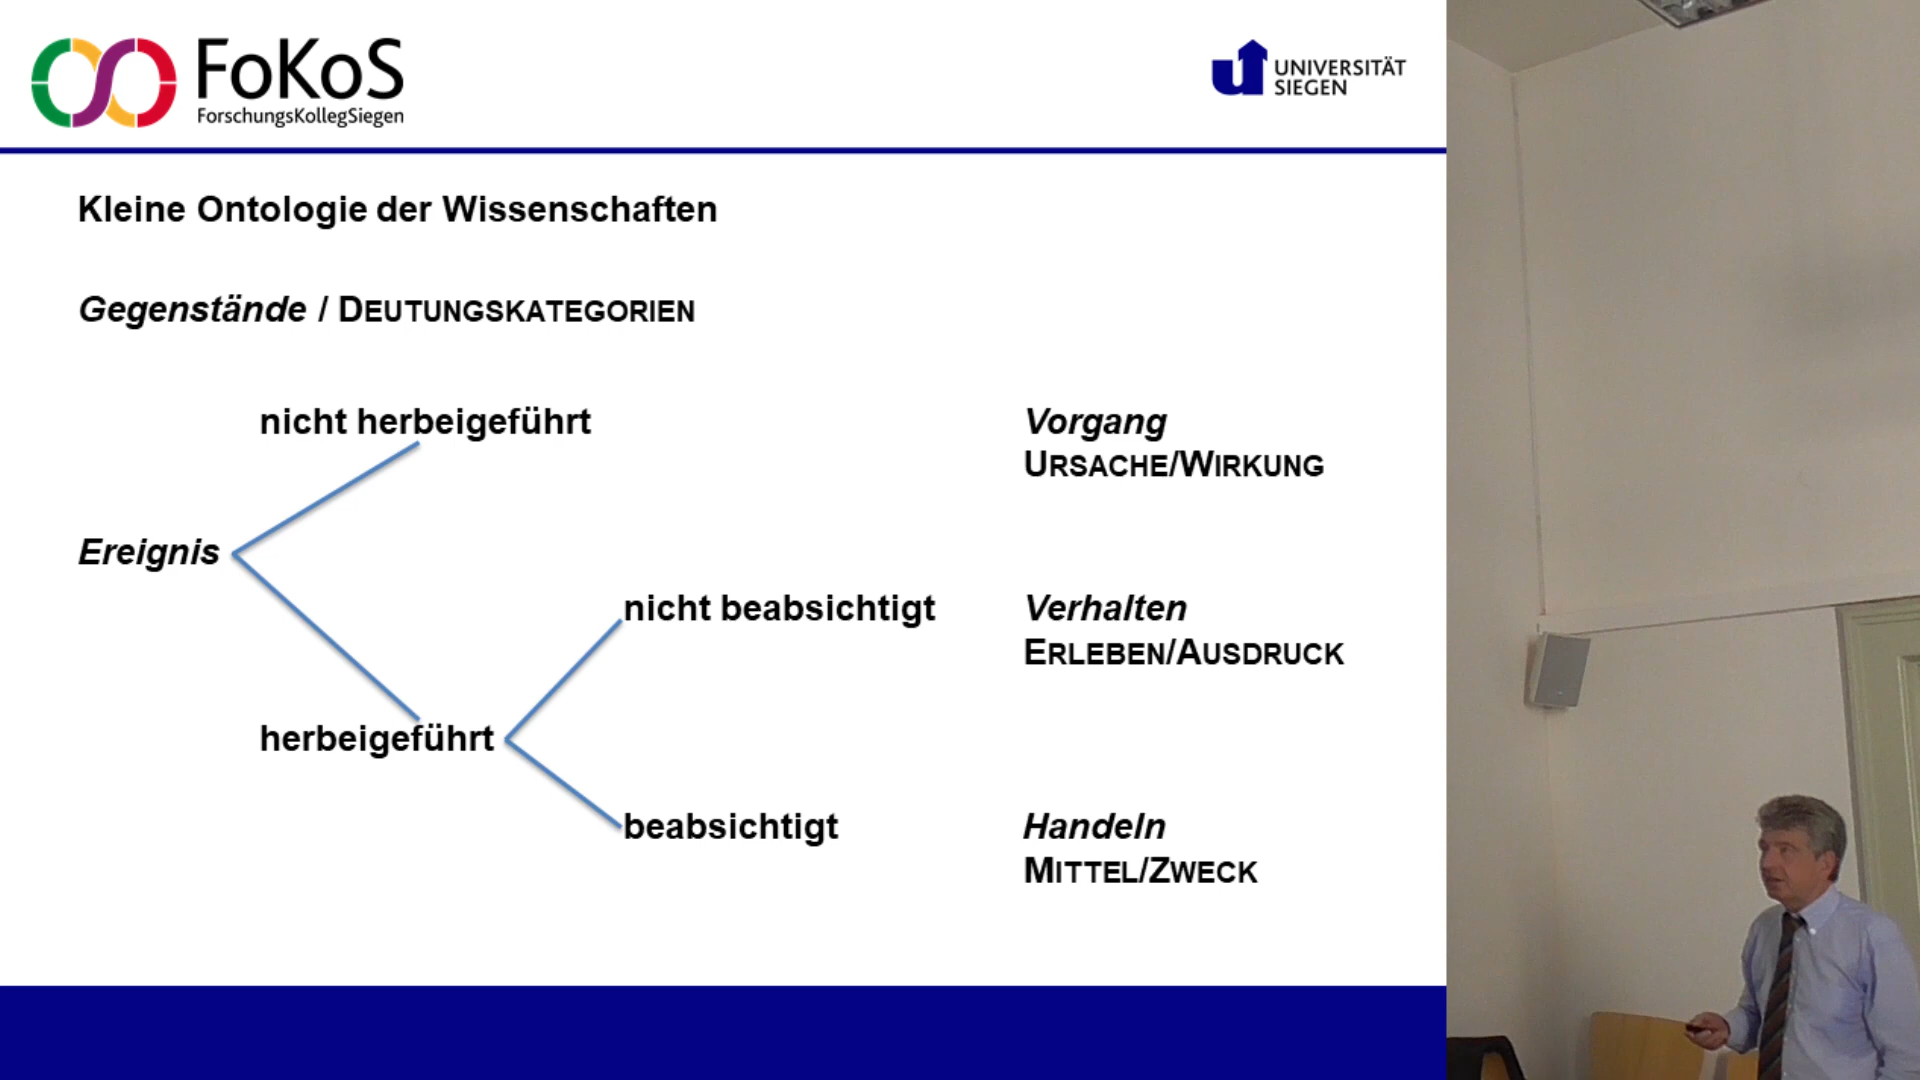 FoKoS
ForschungsKollegSiegen
UNIVERSITÄT
SIEGEN
Kleine Ontologie der Wissenschaften
Gegenstände / DEUTUNGSKATEGORIEN
nicht herbeigeführt
Vorgang
URSACHE/WIRKUNG
Ereignis
nicht beabsichtigt
Verhalten
ERLEBEN/AUSDRUCK
herbeigeführt
beabsichtigt
Handeln
MITTEL/ZWECK